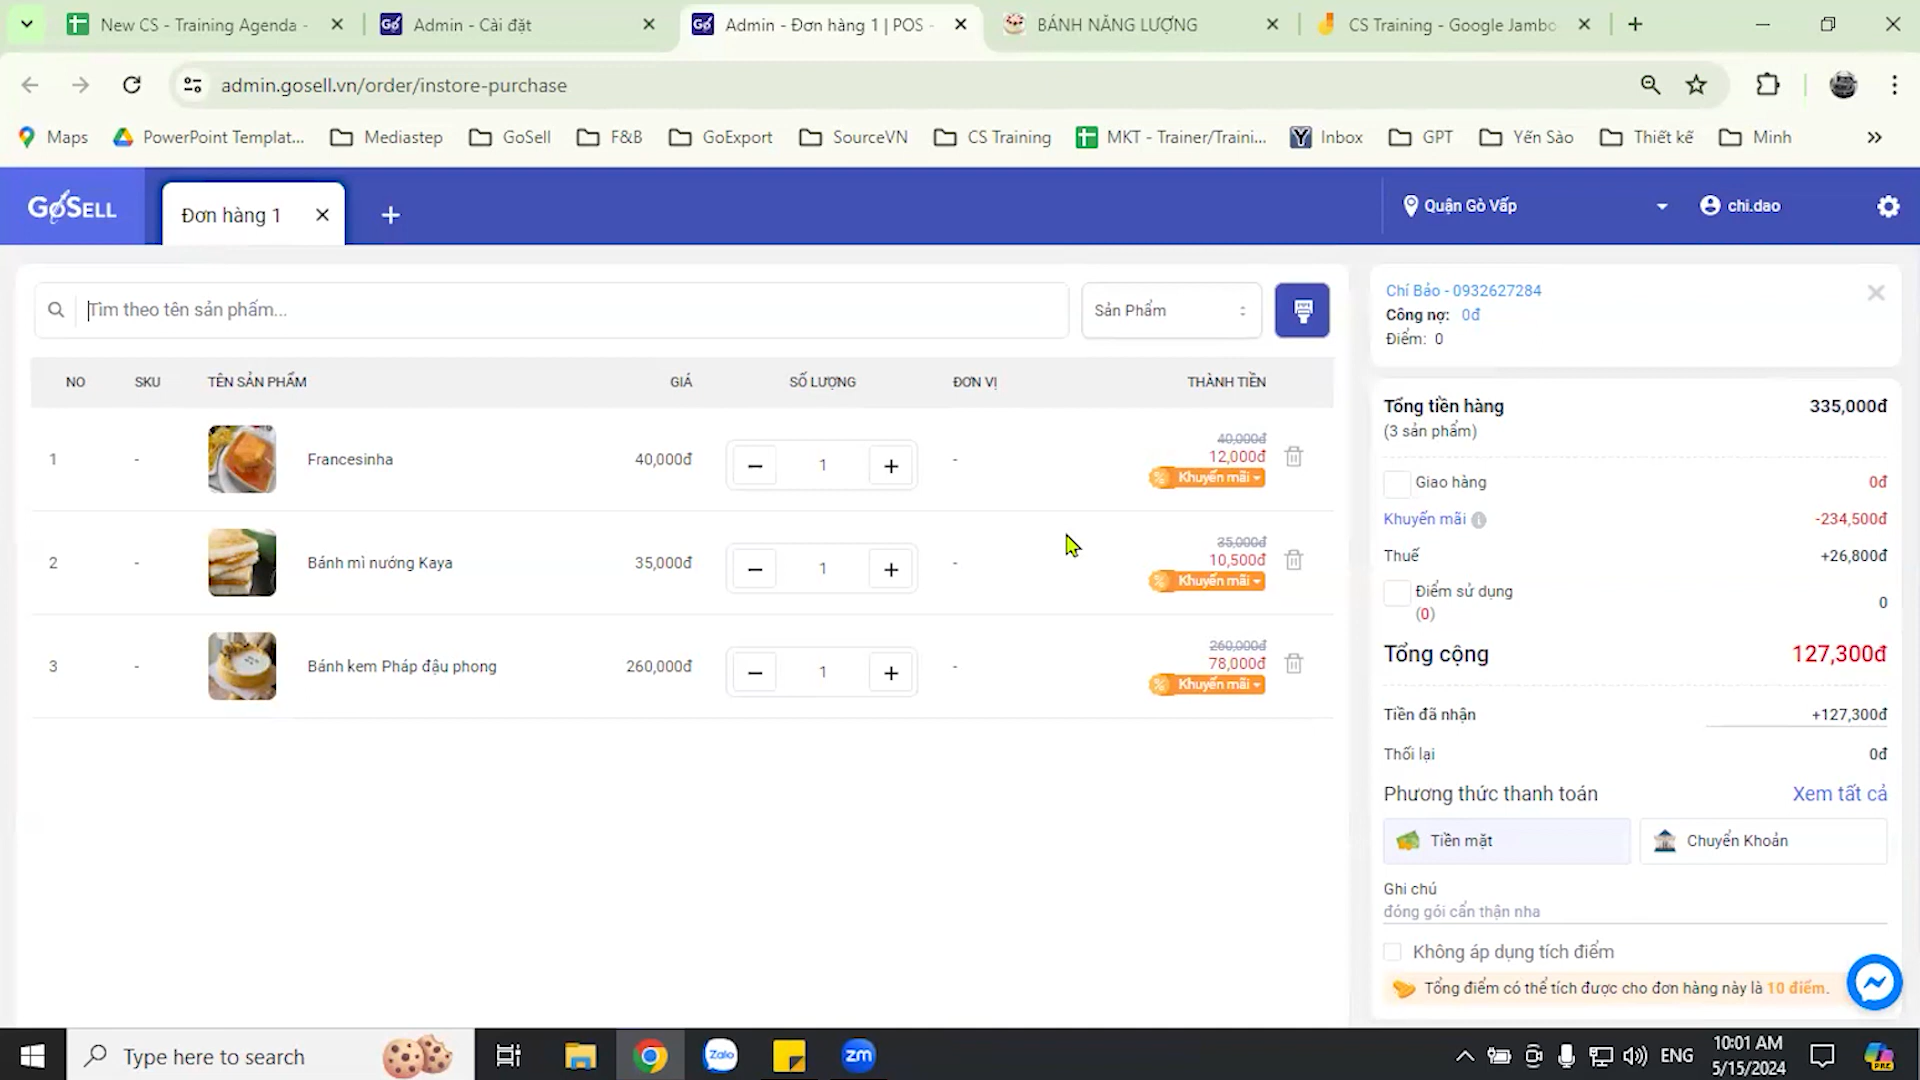 New CS - Training Agenda -
Admin - Cài đặt
Admin - Đơn hàng 1 | POS -
BÁNH NĂNG LƯỢNG
CS Training - Google Jambo
admin.gosell.vn/order/instore-purchase
Maps
PowerPoint Templat...
Mediastep
GoSell
F&B
GoExport
SourceVN
CS Training
MKT - Trainer/Traini...
Inbox
GPT
Yến Sào
Thiết kế
Minh
GoSELL
Đơn hàng 1
Quận Gò Vấp
chi.dao
Tìm theo tên sản phẩm...
Sản Phẩm
NO SKU TÊN SẢN PHẨM GIÁ SỐ LƯỢNG ĐƠN VỊ THÀNH TIỀN
1 - Francesinha 40,000đ 1 - 40,000đ
12,000đ
Khuyến mãi
2 - Bánh mì nướng Kaya 35,000đ 1 - 35,000đ
10,500đ
Khuyến mãi
3 - Bánh kem Pháp đậu phong 260,000đ 1 - 260,000đ
78,000đ
Khuyến mãi
Chí Bảo - 0932627284
Công nợ: 0đ
Điểm: 0
Tổng tiền hàng 335,000đ
(3 sản phẩm)
Giao hàng 0đ
Khuyến mãi -234,500đ
Thuế +26,800đ
Điểm sử dụng
(0) 0
Tổng cộng 127,300đ
Tiền đã nhận +127,300đ
Thối lại 0đ
Phương thức thanh toán Xem tất cả
Tiền mặt Chuyển Khoản
Ghi chú
đóng gói cẩn thận nha
Không áp dụng tích điểm
Tổng điểm có thể tích được cho đơn hàng này là 10 điểm.
Type here to search
Zalo
zm
ENG
10:01 AM
5/15/2024
PRE